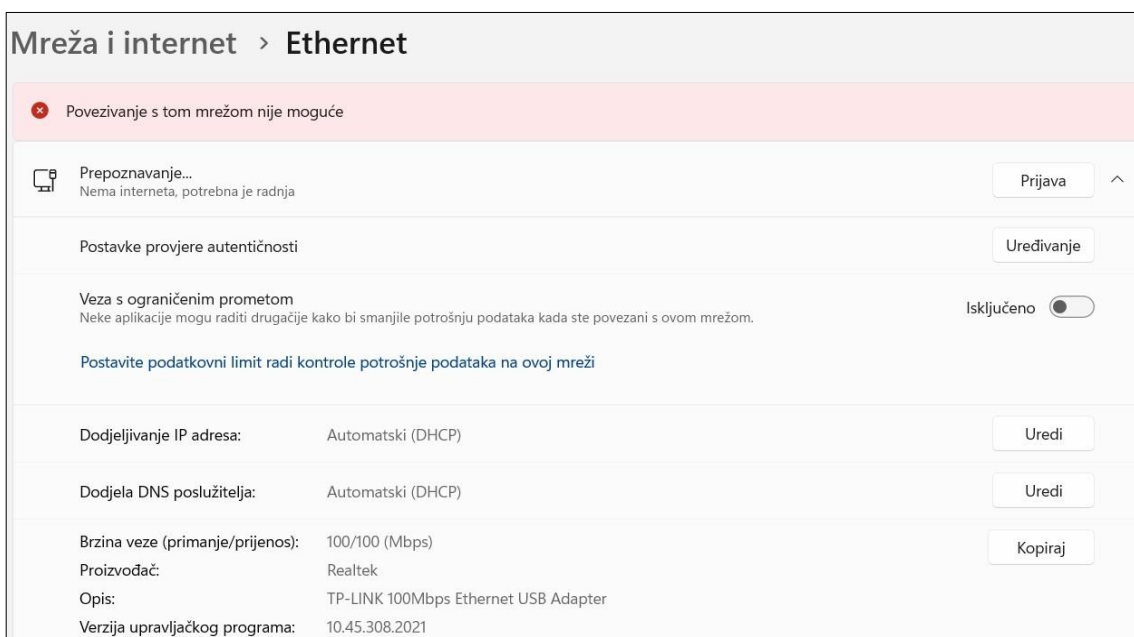 Mreža i internet > Ethernet
Povezivanje s tom mrežom nije moguće
Prepoznavanje...
Nema interneta, potrebna je radnja
Prijava
Postavke provjere autentičnosti
Uređivanje
Veza s ograničenim prometom
Neke aplikacije mogu raditi drugačije kako bi smanjile potrošnju podataka kada ste povezani s ovom mrežom.
Isključeno
Postavite podatkovni limit radi kontrole potrošnje podataka na ovoj mreži
Dodjeljivanje IP adresa: Automatski (DHCP)
Uredi
Dodjela DNS poslužitelja: Automatski (DHCP)
Uredi
Brzina veze (primanje/prijenos): 100/100 (Mbps)
Kopiraj
Proizvođač: Realtek
Opis: TP-LINK 100Mbps Ethernet USB Adapter
Verzija upravljačkog programa: 10.45.308.2021